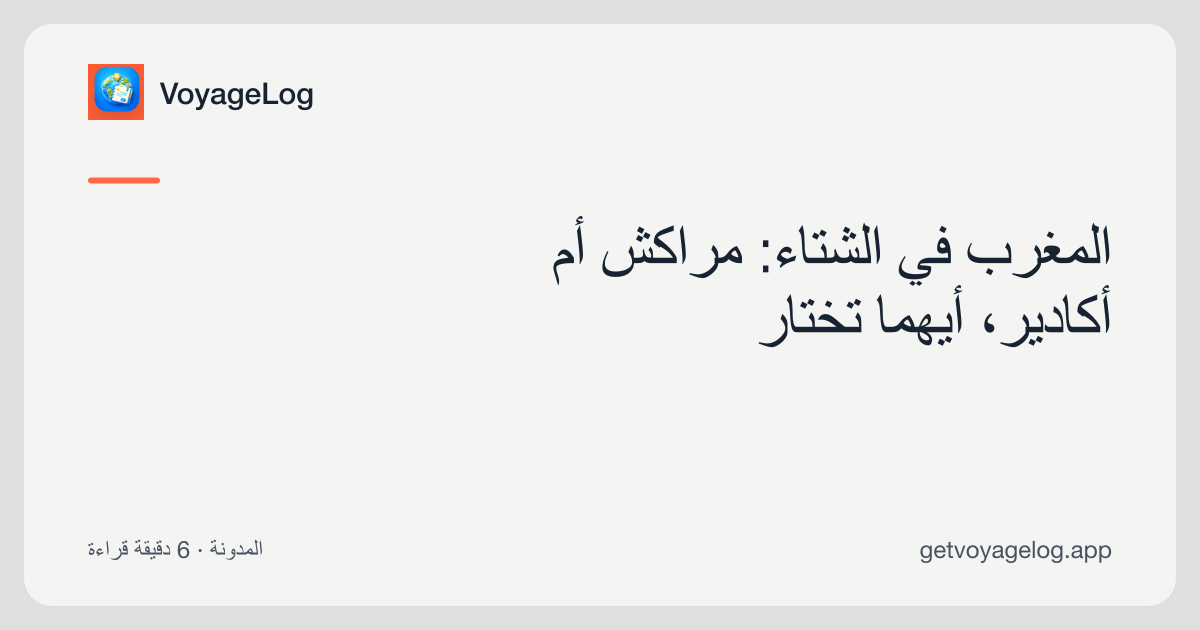 VoyageLog
المغرب في الشتاء: مراكش أم
أكادير، أيهما تختار
المدونة · 6 دقيقة قراءة
getvoyagelog.app